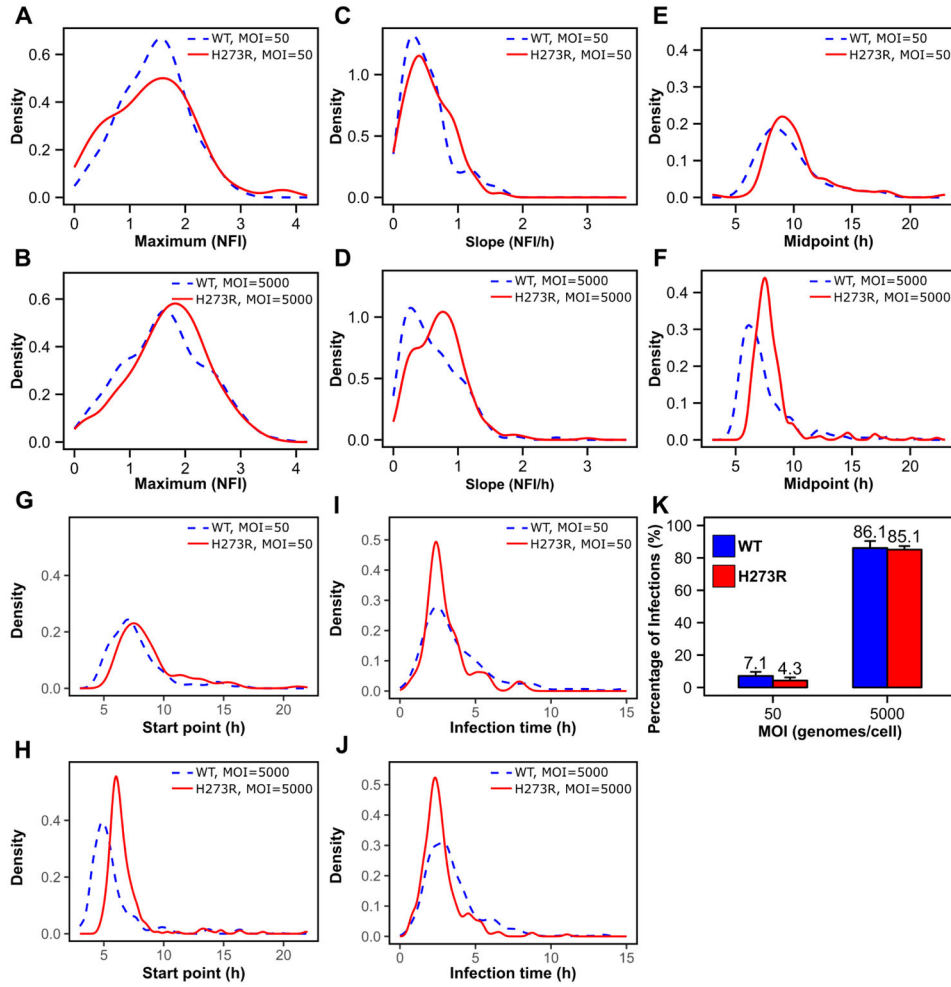 A
WT, MOI=50
H273R, MOI=50
0.6
0.4
0.2
0.0
Density
0 1 2 3 4
Maximum (NFI)
C
WT, MOI=50
H273R, MOI=50
1.0
0.5
0.0
Density
0 1 2 3
Slope (NFI/h)
E
WT, MOI=50
H273R, MOI=50
0.4
0.3
0.2
0.1
0.0
Density
5 10 15 20
Midpoint (h)
B
WT, MOI=5000
H273R, MOI=5000
0.6
0.4
0.2
0.0
Density
0 1 2 3 4
Maximum (NFI)
D
WT, MOI=5000
H273R, MOI=5000
1.0
0.5
0.0
Density
0 1 2 3
Slope (NFI/h)
F
WT, MOI=5000
H273R, MOI=5000
0.4
0.3
0.2
0.1
0.0
Density
5 10 15 20
Midpoint (h)
G
WT, MOI=50
H273R, MOI=50
0.4
0.2
0.0
Density
5 10 15 20
Start point (h)
I
WT, MOI=50
H273R, MOI=50
0.5
0.4
0.3
0.2
0.1
0.0
Density
0 5 10 15
Infection time (h)
K
WT
H273R
100
80
60
40
20
0
Percentage of Infections (%)
7.1
4.3
86.1
85.1
50 5000
MOI (genomes/cell)
H
WT, MOI=5000
H273R, MOI=5000
0.4
0.2
0.0
Density
5 10 15 20
Start point (h)
J
WT, MOI=5000
H273R, MOI=5000
0.5
0.4
0.3
0.2
0.1
0.0
Density
0 5 10 15
Infection time (h)